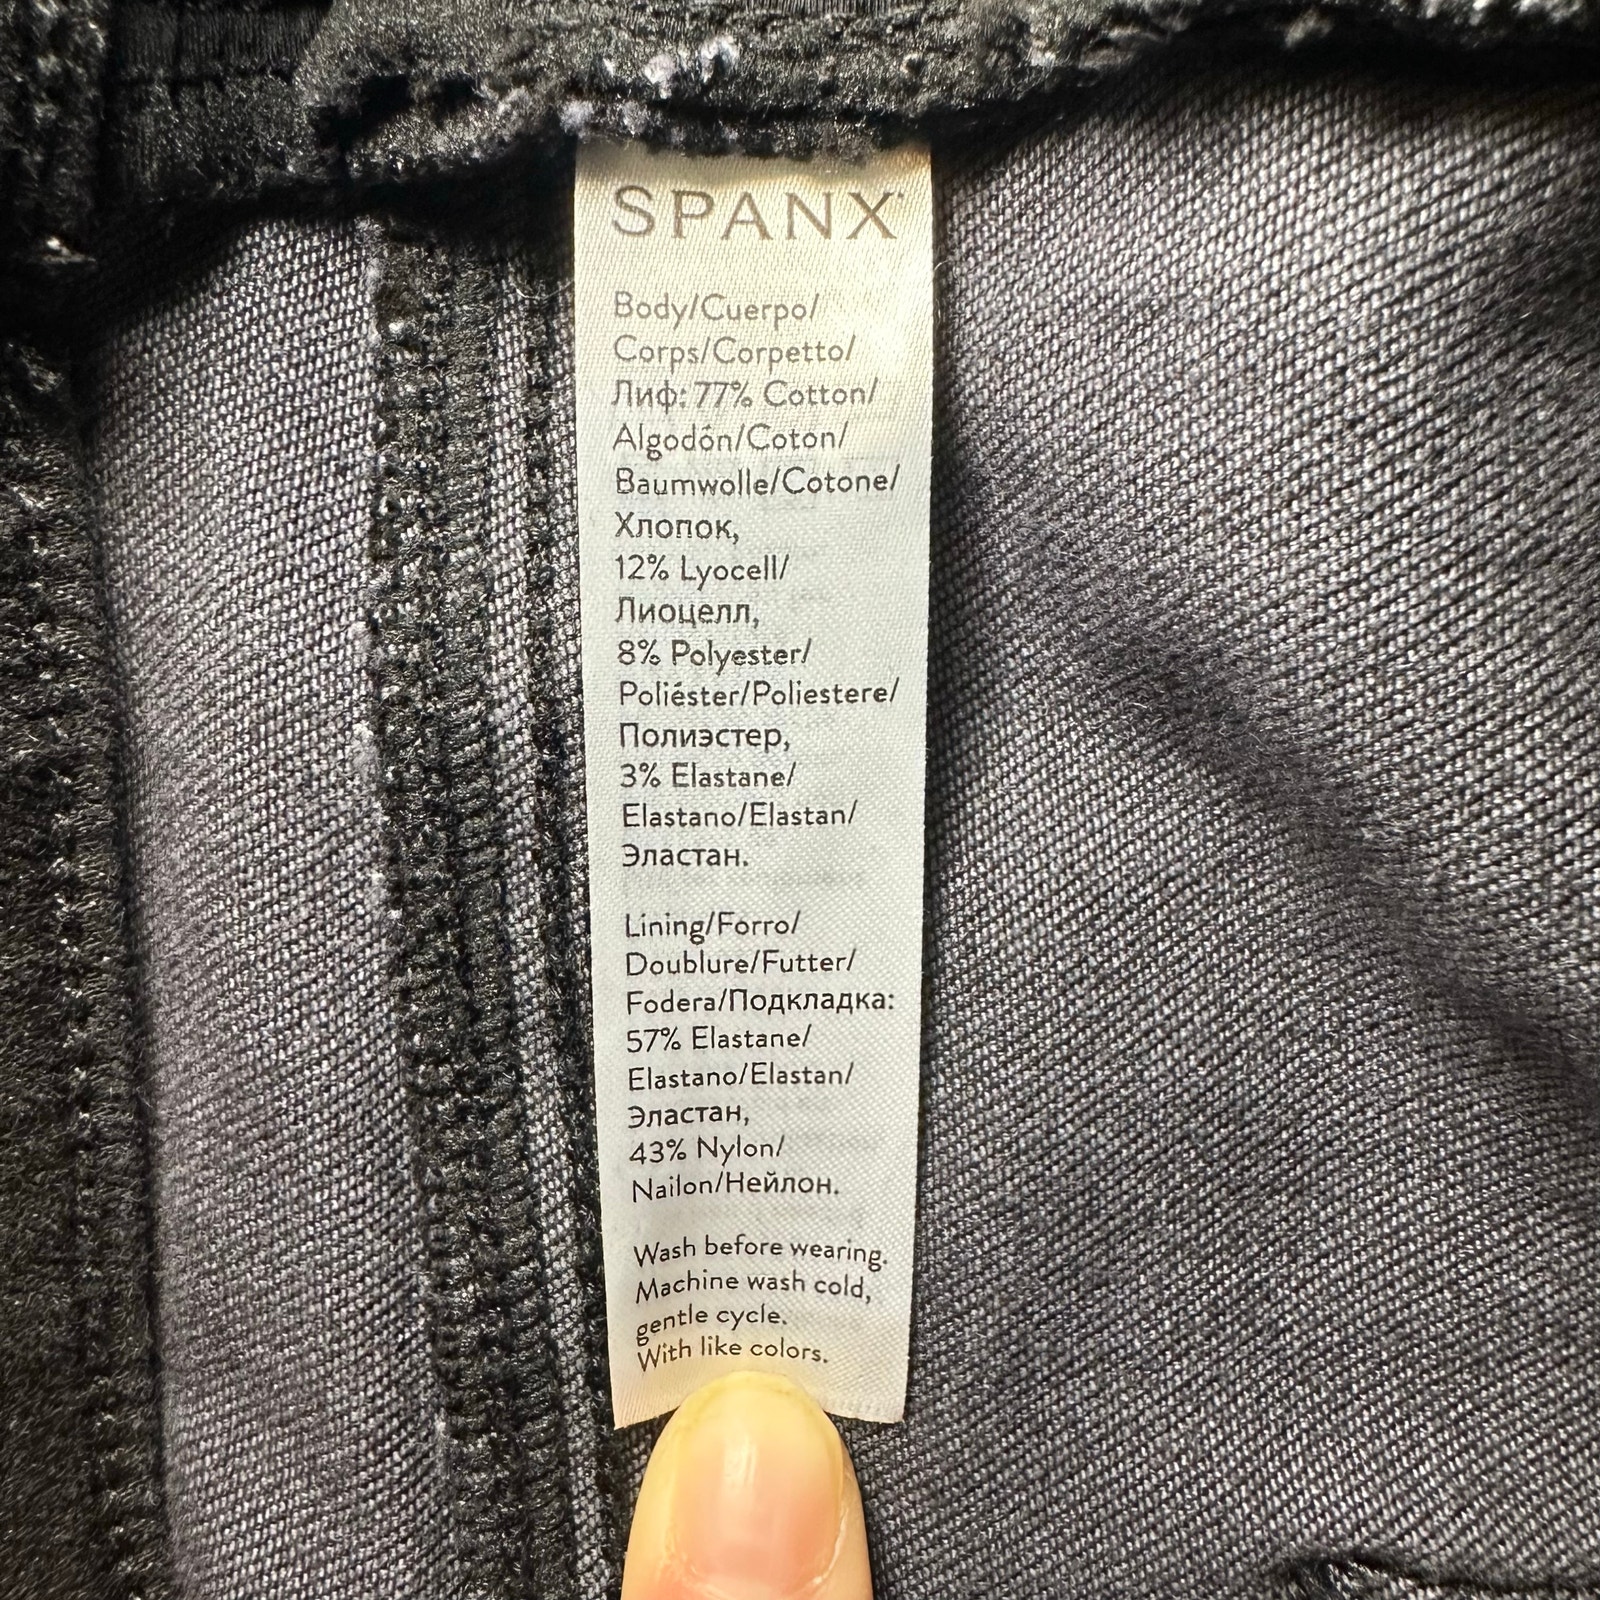 SPANX
Body/Cuerpo/
Corps/Corpetto/
Лиф: 77% Cotton/
Algodón/Coton/
Baumwolle/Cotone/
Хлопок,
12% Lyocell/
Лиоцелл,
8% Polyester/
Poliéster/Poliestere/
Полиэстер,
3% Elastane/
Elastano/Elastan/
Эластан.
Lining/Forro/
Doublure/Futter/
Fodera/Подкладка:
57% Elastane/
Elastano/Elastan/
Эластан,
43% Nylon/
Nailon/Нейлон.
Wash before wearing.
Machine wash cold,
gentle cycle.
With like colors.